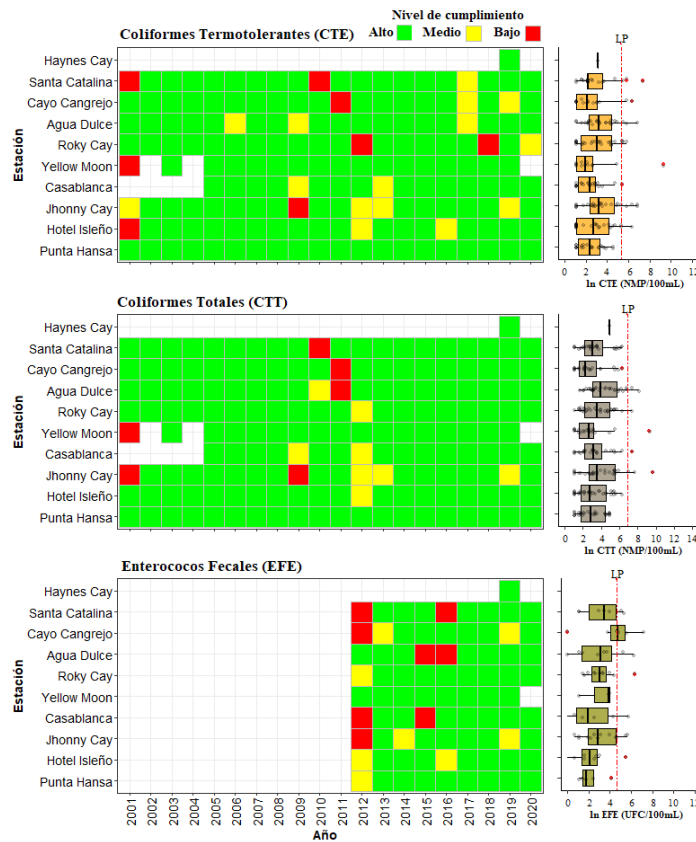 Nivel de cumplimiento
Coliformes Termotolerantes (CTE)
Alto Medio Bajo
LP
Estación
Haynes Cay
Santa Catalina
Cayo Cangrejo
Agua Dulce
Roky Cay
Yellow Moon
Casablanca
Jhonny Cay
Hotel Isleño
Punta Hansa
0 2 4 6 8 10 12
ln CTE (NMP/100mL)
Coliformes Totales (CTT)
LP
Estación
Haynes Cay
Santa Catalina
Cayo Cangrejo
Agua Dulce
Roky Cay
Yellow Moon
Casablanca
Jhonny Cay
Hotel Isleño
Punta Hansa
0 2 4 6 8 10 12 14
ln CTT (NMP/100mL)
Enterococos Fecales (EFE)
LP
Estación
Haynes Cay
Santa Catalina
Cayo Cangrejo
Agua Dulce
Roky Cay
Yellow Moon
Casablanca
Jhonny Cay
Hotel Isleño
Punta Hansa
0 2 4 6 8 10 12
ln EFE (UFC/100mL)
2001 2002 2003 2004 2005 2006 2007 2008 2009 2010 2011 2012 2013 2014 2015 2016 2017 2018 2019 2020
Año